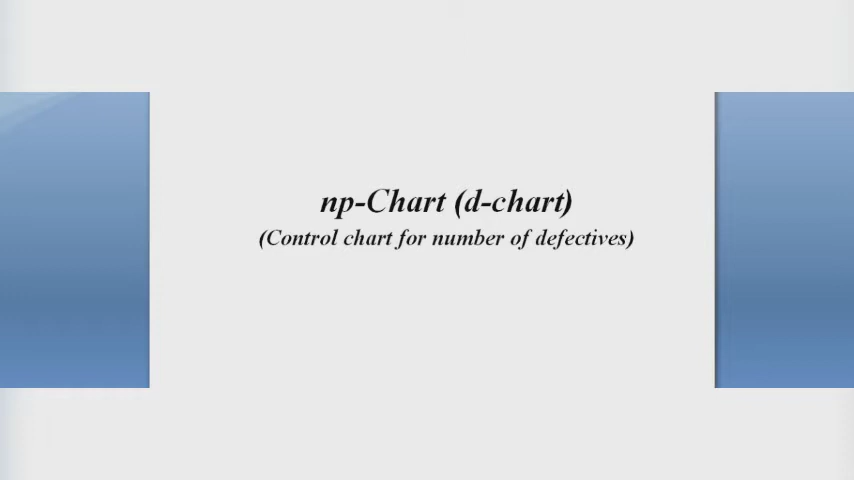 np-Chart (d-chart)
(Control chart for number of defectives)